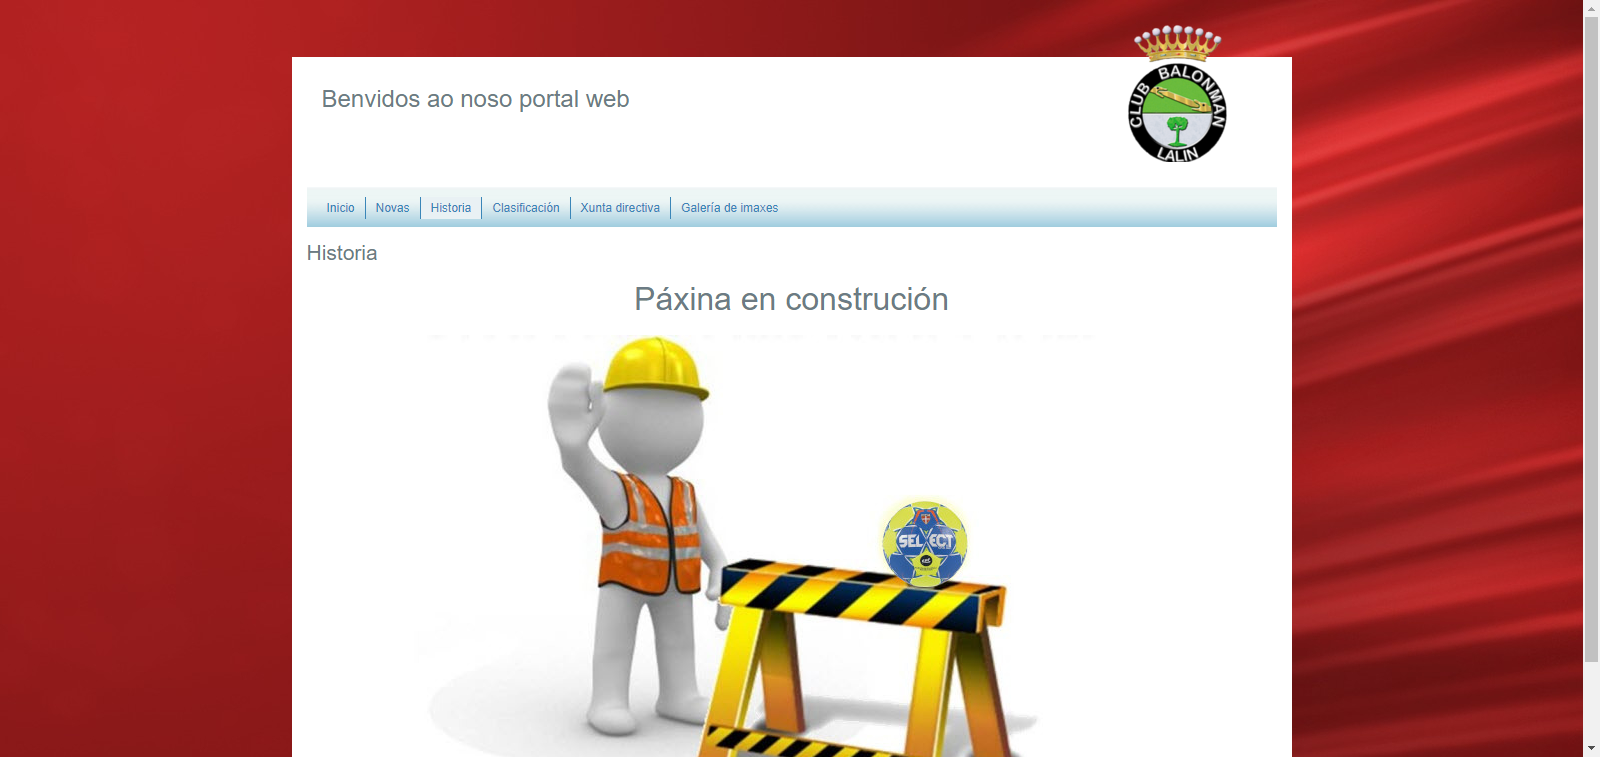 Benvidos ao noso portal web
CLUB BALONMAN
LALIN
Inicio
Novas
Historia
Clasificación
Xunta directiva
Galería de imaxes
Historia
Páxina en construción
SELECT